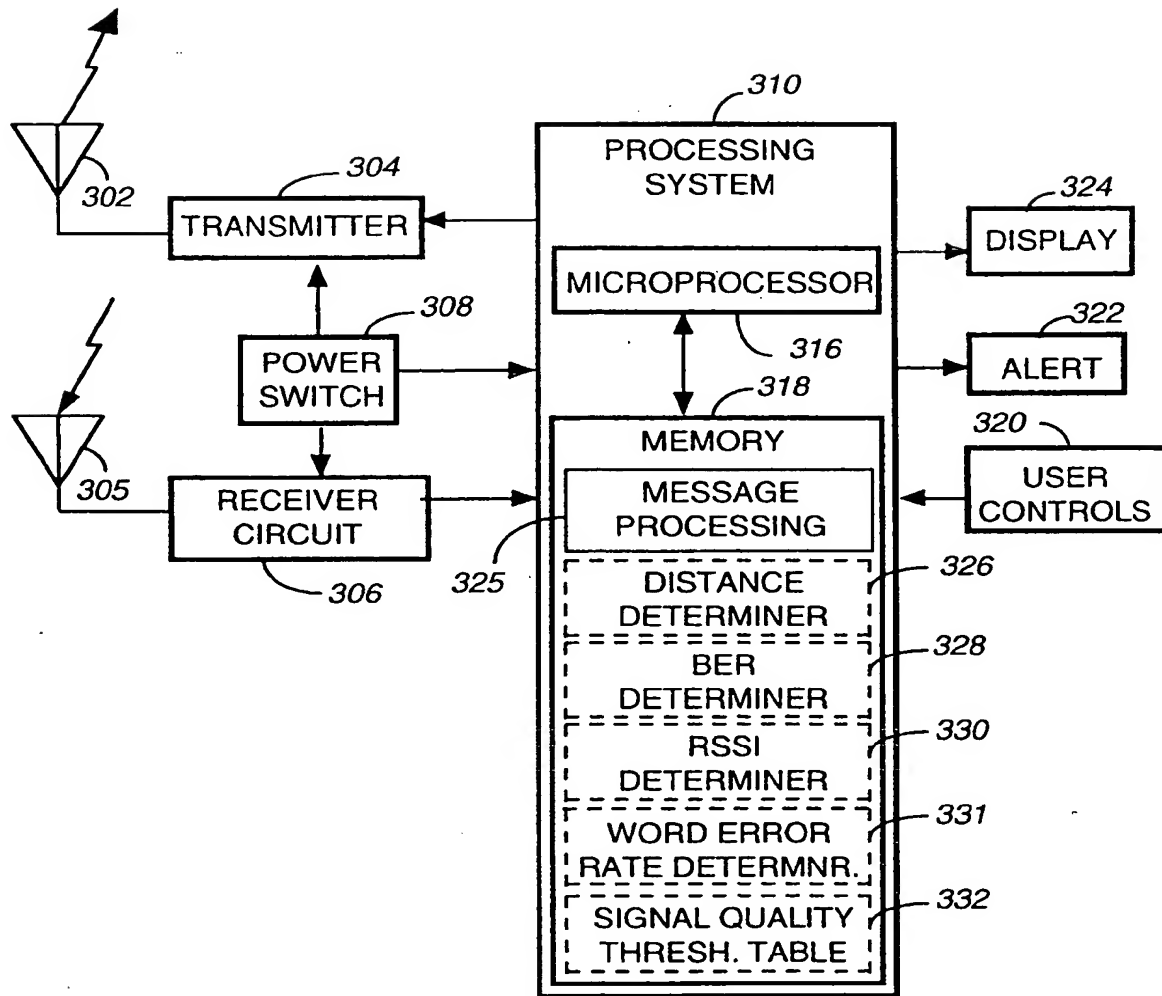 310
PROCESSING
SYSTEM
302
304
TRANSMITTER
324
DISPLAY
MICROPROCESSOR
316
308
POWER
SWITCH
322
ALERT
318
MEMORY
305
RECEIVER
CIRCUIT
306
320
USER
CONTROLS
MESSAGE
PROCESSING
325
DISTANCE
DETERMINER
326
BER
DETERMINER
328
RSSI
DETERMINER
330
WORD ERROR
RATE DETERMNR.
331
SIGNAL QUALITY
THRESH. TABLE
332